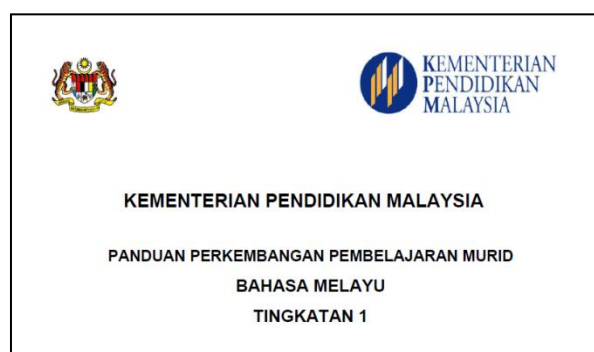 KEMENTERIAN
PENDIDIKAN
MALAYSIA
KEMENTERIAN PENDIDIKAN MALAYSIA
PANDUAN PERKEMBANGAN PEMBELAJARAN MURID
BAHASA MELAYU
TINGKATAN 1